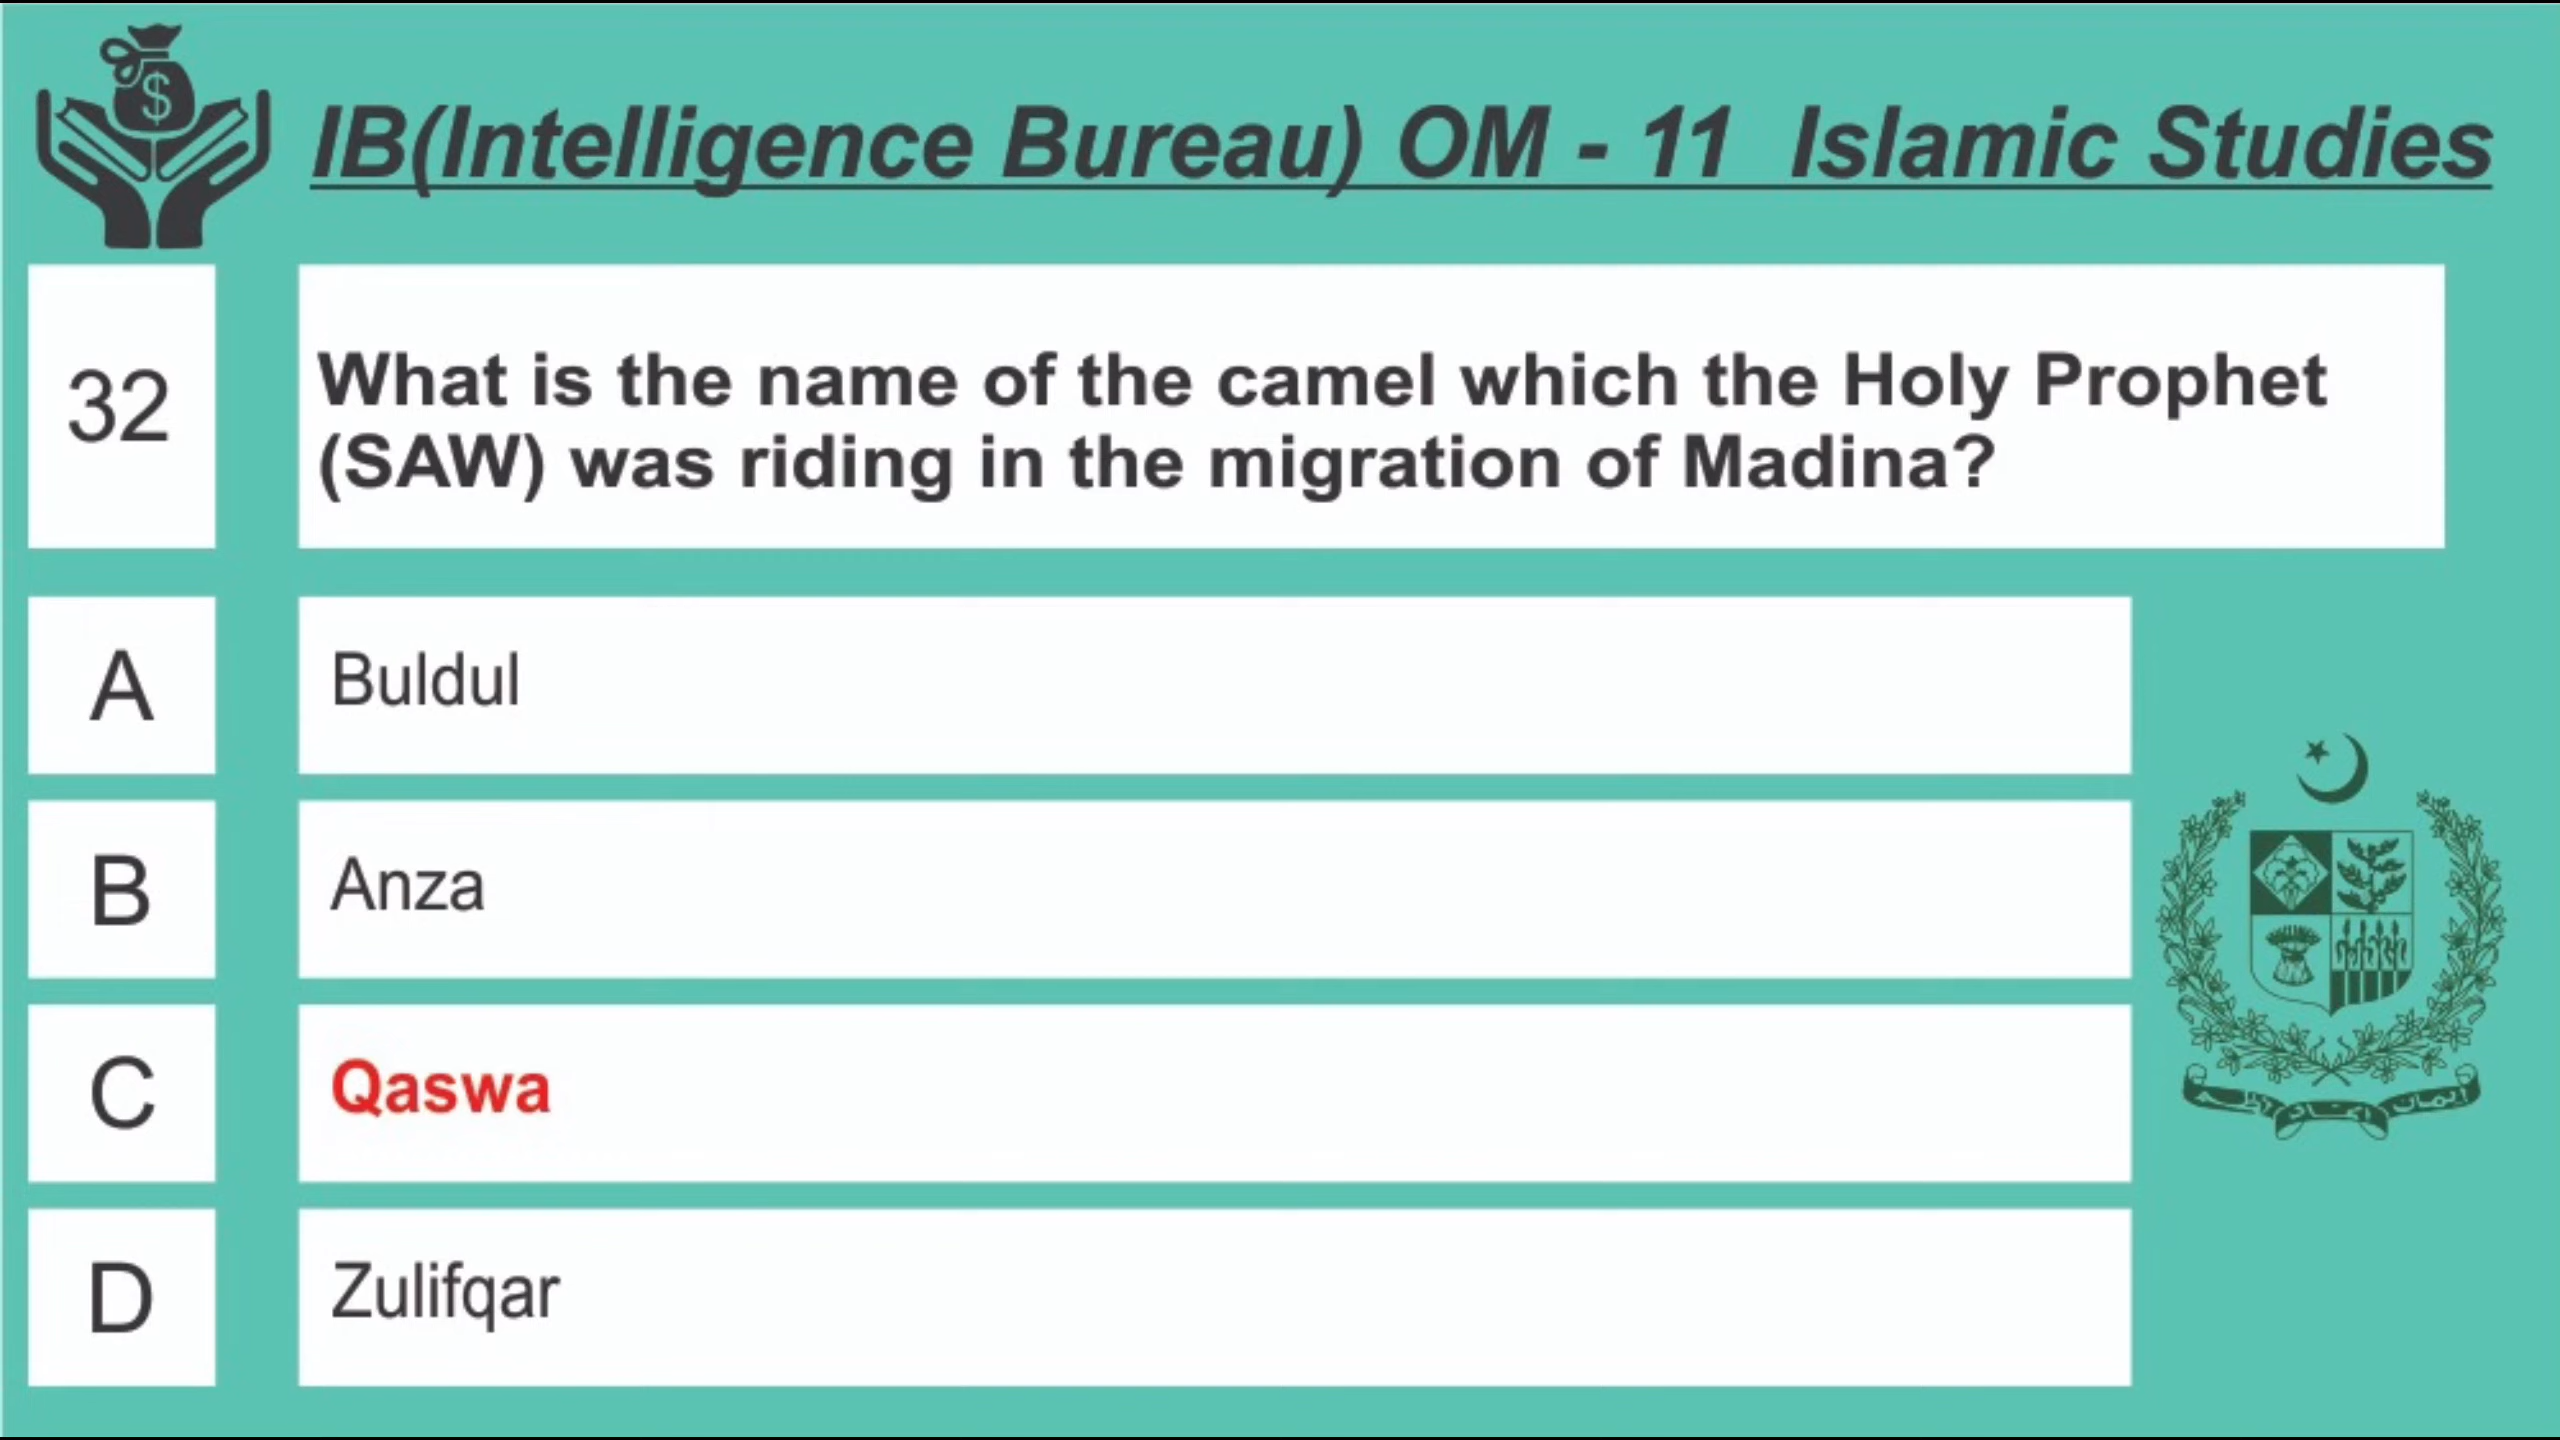 $
IB(Intelligence Bureau) OM - 11 Islamic Studies
32
What is the name of the camel which the Holy Prophet
(SAW) was riding in the migration of Madina?
A
Buldul
B
Anza
C
Qaswa
D
Zulifqar